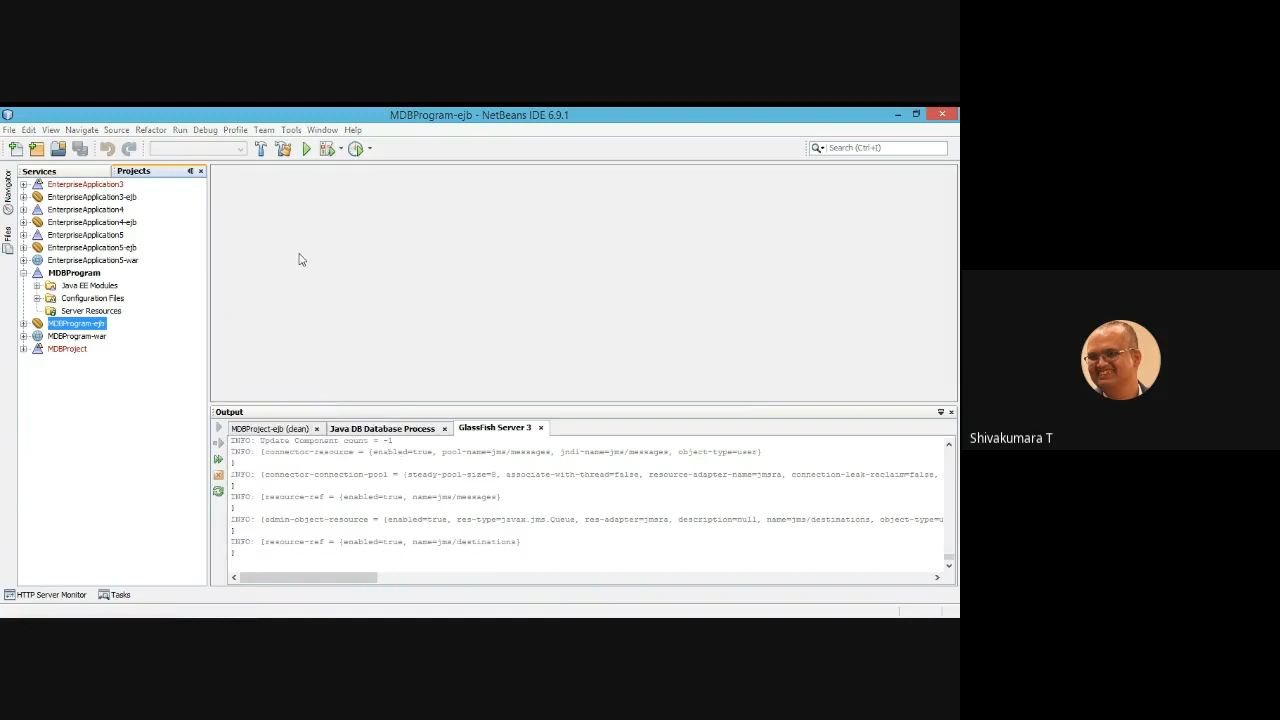 MDBProgram-ejb - NetBeans IDE 6.9.1
File Edit View Navigate Source Refactor Run Debug Profile Team Tools Window Help
Search (Ctrl+I)
Navigator
Files
Services
Projects
EnterpriseApplication3
EnterpriseApplication3-ejb
EnterpriseApplication4
EnterpriseApplication4-ejb
EnterpriseApplication5
EnterpriseApplication5-ejb
EnterpriseApplication5-war
MDBProgram
Java EE Modules
Configuration Files
Server Resources
MDBProgram-ejb
MDBProgram-war
MDBProject
Output
MDBProject-ejb (clean) Java DB Database Process GlassFish Server 3
INFO: Update Component count = -1
INFO: {connector-resource = {enabled=true, pool-name=jms/messages, jndi-name=jms/messages, object-type=user}
}
INFO: {connector-connection-pool = {steady-pool-size=8, associate-with-thread=false, resource-adapter-name=jmsra, connection-leak-reclaim=false,
}
INFO: {resource-ref = {enabled=true, name=jms/messages}
}
INFO: {admin-object-resource = {enabled=true, res-type=javax.jms.Queue, res-adapter=jmsra, description=null, name=jms/destinations, object-type=u
}
INFO: {resource-ref = {enabled=true, name=jms/destinations}
}
HTTP Server Monitor Tasks
Shivakumara T